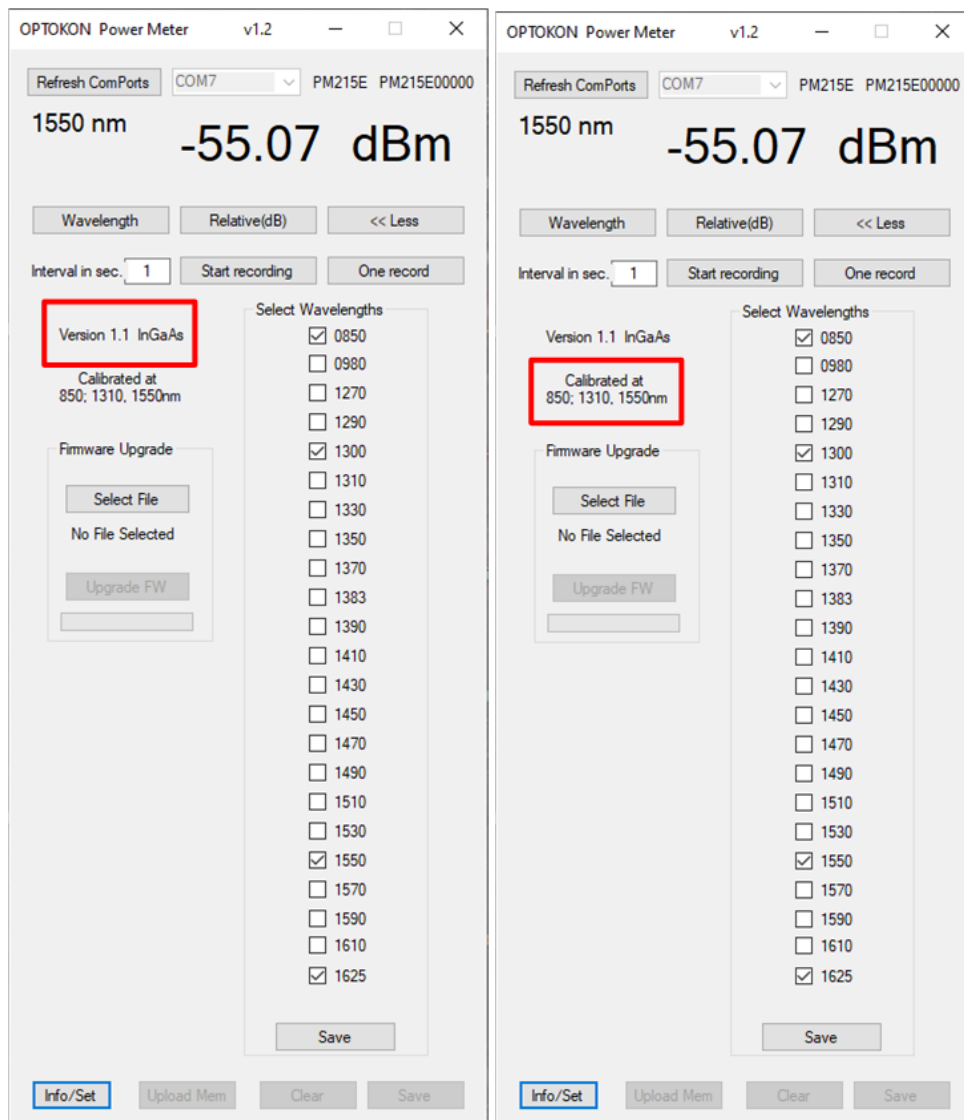 OPTOKON Power Meter v1.2
Refresh ComPorts COM7 PM215E PM215E00000
1550 nm
-55.07 dBm
Wavelength Relative(dB) << Less
Interval in sec. 1 Start recording One record
Version 1.1 InGaAs
Calibrated at
850; 1310, 1550nm
Firmware Upgrade
Select File
No File Selected
Upgrade FW
Select Wavelengths
0850
0980
1270
1290
1300
1310
1330
1350
1370
1383
1390
1410
1430
1450
1470
1490
1510
1530
1550
1570
1590
1610
1625
Save
Info/Set Upload Mem Clear Save
OPTOKON Power Meter v1.2
Refresh ComPorts COM7 PM215E PM215E00000
1550 nm
-55.07 dBm
Wavelength Relative(dB) << Less
Interval in sec. 1 Start recording One record
Version 1.1 InGaAs
Calibrated at
850; 1310, 1550nm
Firmware Upgrade
Select File
No File Selected
Upgrade FW
Select Wavelengths
0850
0980
1270
1290
1300
1310
1330
1350
1370
1383
1390
1410
1430
1450
1470
1490
1510
1530
1550
1570
1590
1610
1625
Save
Info/Set Upload Mem Clear Save